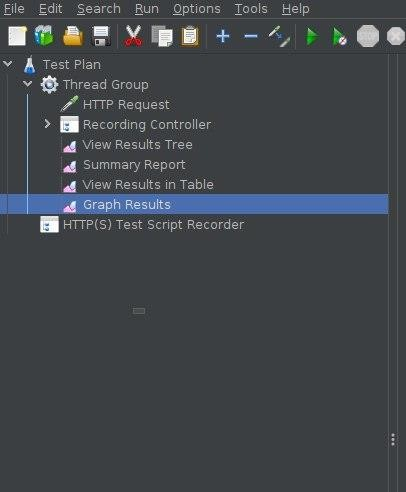 File Edit Search Run Options Tools Help
Test Plan
Thread Group
HTTP Request
Recording Controller
View Results Tree
Summary Report
View Results in Table
Graph Results
HTTP(S) Test Script Recorder